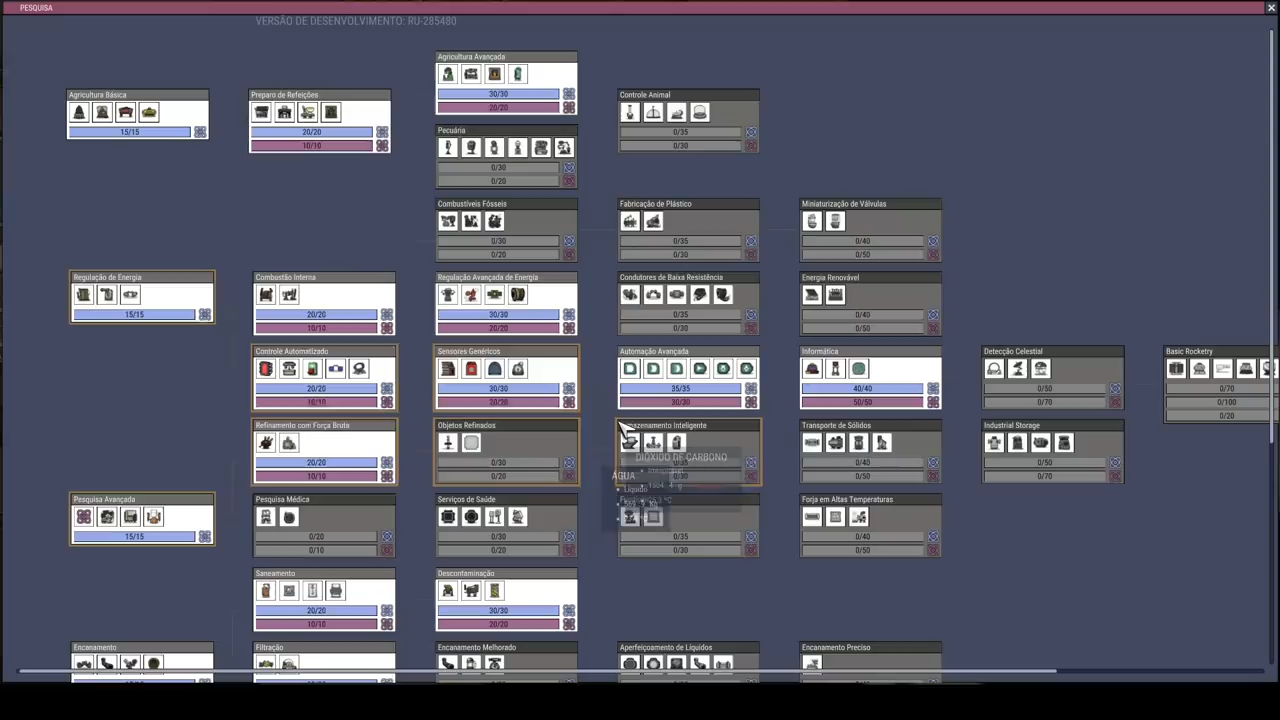 PESQUISA
VERSÃO DE DESENVOLVIMENTO: RU-285480
Agricultura Avançada
30/30
20/20
Agricultura Básica
15/15
Preparo de Refeições
20/20
10/10
Controle Animal
0/35
0/30
Pecuária
0/30
0/20
Combustíveis Fósseis
0/30
0/20
Fabricação de Plástico
0/35
0/30
Miniaturização de Válvulas
0/40
0/50
Regulação de Energia
15/15
Combustão Interna
20/20
10/10
Regulação Avançada de Energia
30/30
20/20
Condutores de Baixa Resistência
0/35
0/30
Energia Renovável
0/40
0/50
Controle Automatizado
20/20
10/10
Sensores Genéricos
30/30
20/20
Automação Avançada
35/35
30/30
Informática
40/40
50/50
Detecção Celestial
0/50
0/70
Basic Rocketry
0/70
0/100
0/20
Refinamento com Força Bruta
20/20
10/10
Objetos Refinados
0/30
0/20
Inteligente
DIÓXIDO DE CARBONO
ÁGUA
Líquido
Transporte de Sólidos
0/40
0/50
Industrial Storage
0/50
0/70
Pesquisa Avançada
15/15
Pesquisa Médica
0/20
0/10
Serviços de Saúde
0/30
0/20
0/35
0/30
Forja em Altas Temperaturas
0/40
0/50
Saneamento
20/20
10/10
Descontaminação
30/30
20/20
Encanamento
Filtração
Encanamento Melhorado
Aperfeiçoamento de Líquidos
Encanamento Preciso